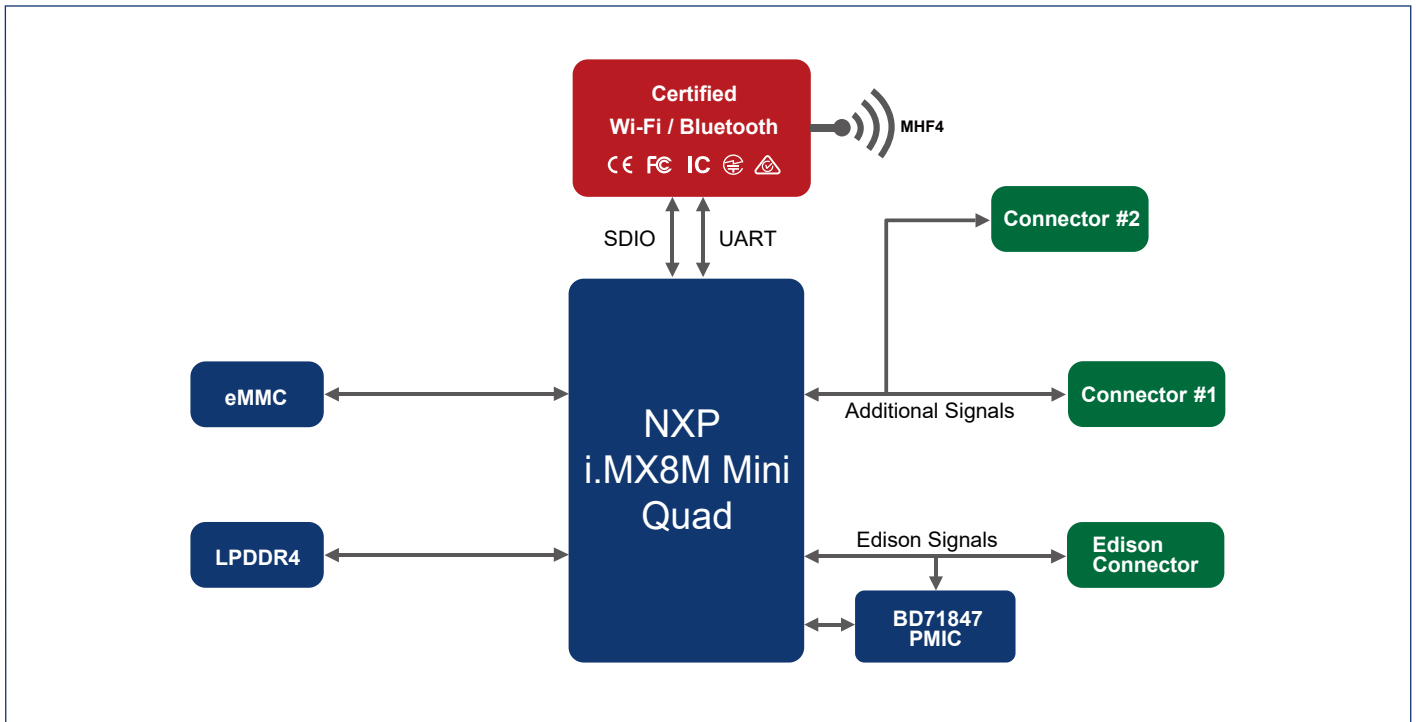 Certified
Wi-Fi / Bluetooth
CE FC IC
MHF4
SDIO
UART
Connector #2
eMMC
NXP
i.MX8M Mini
Quad
Additional Signals
Connector #1
LPDDR4
Edison Signals
Edison
Connector
BD71847
PMIC